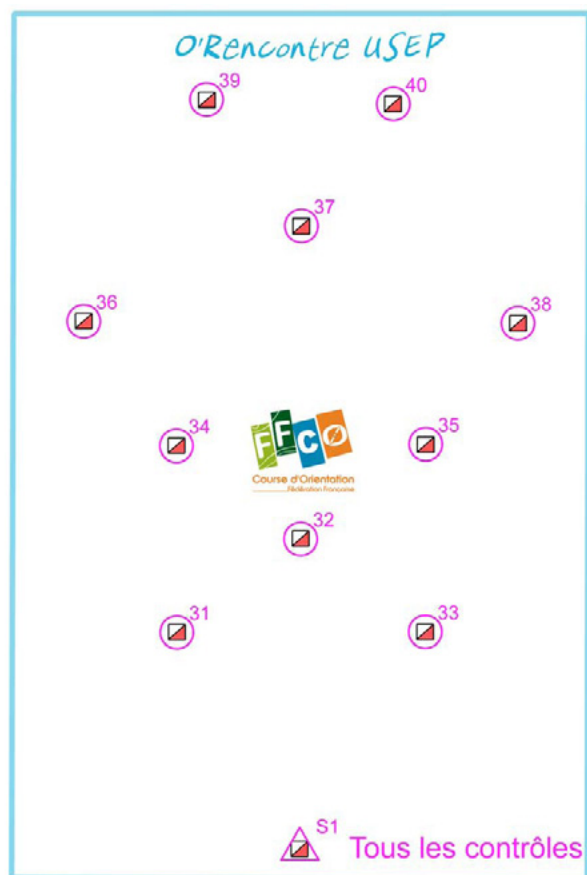 O'Rencontre USEP
39
40
37
36
38
34
35
FFCO
Course d'Orientation
Fédération Française
32
31
33
S1
Tous les contrôles